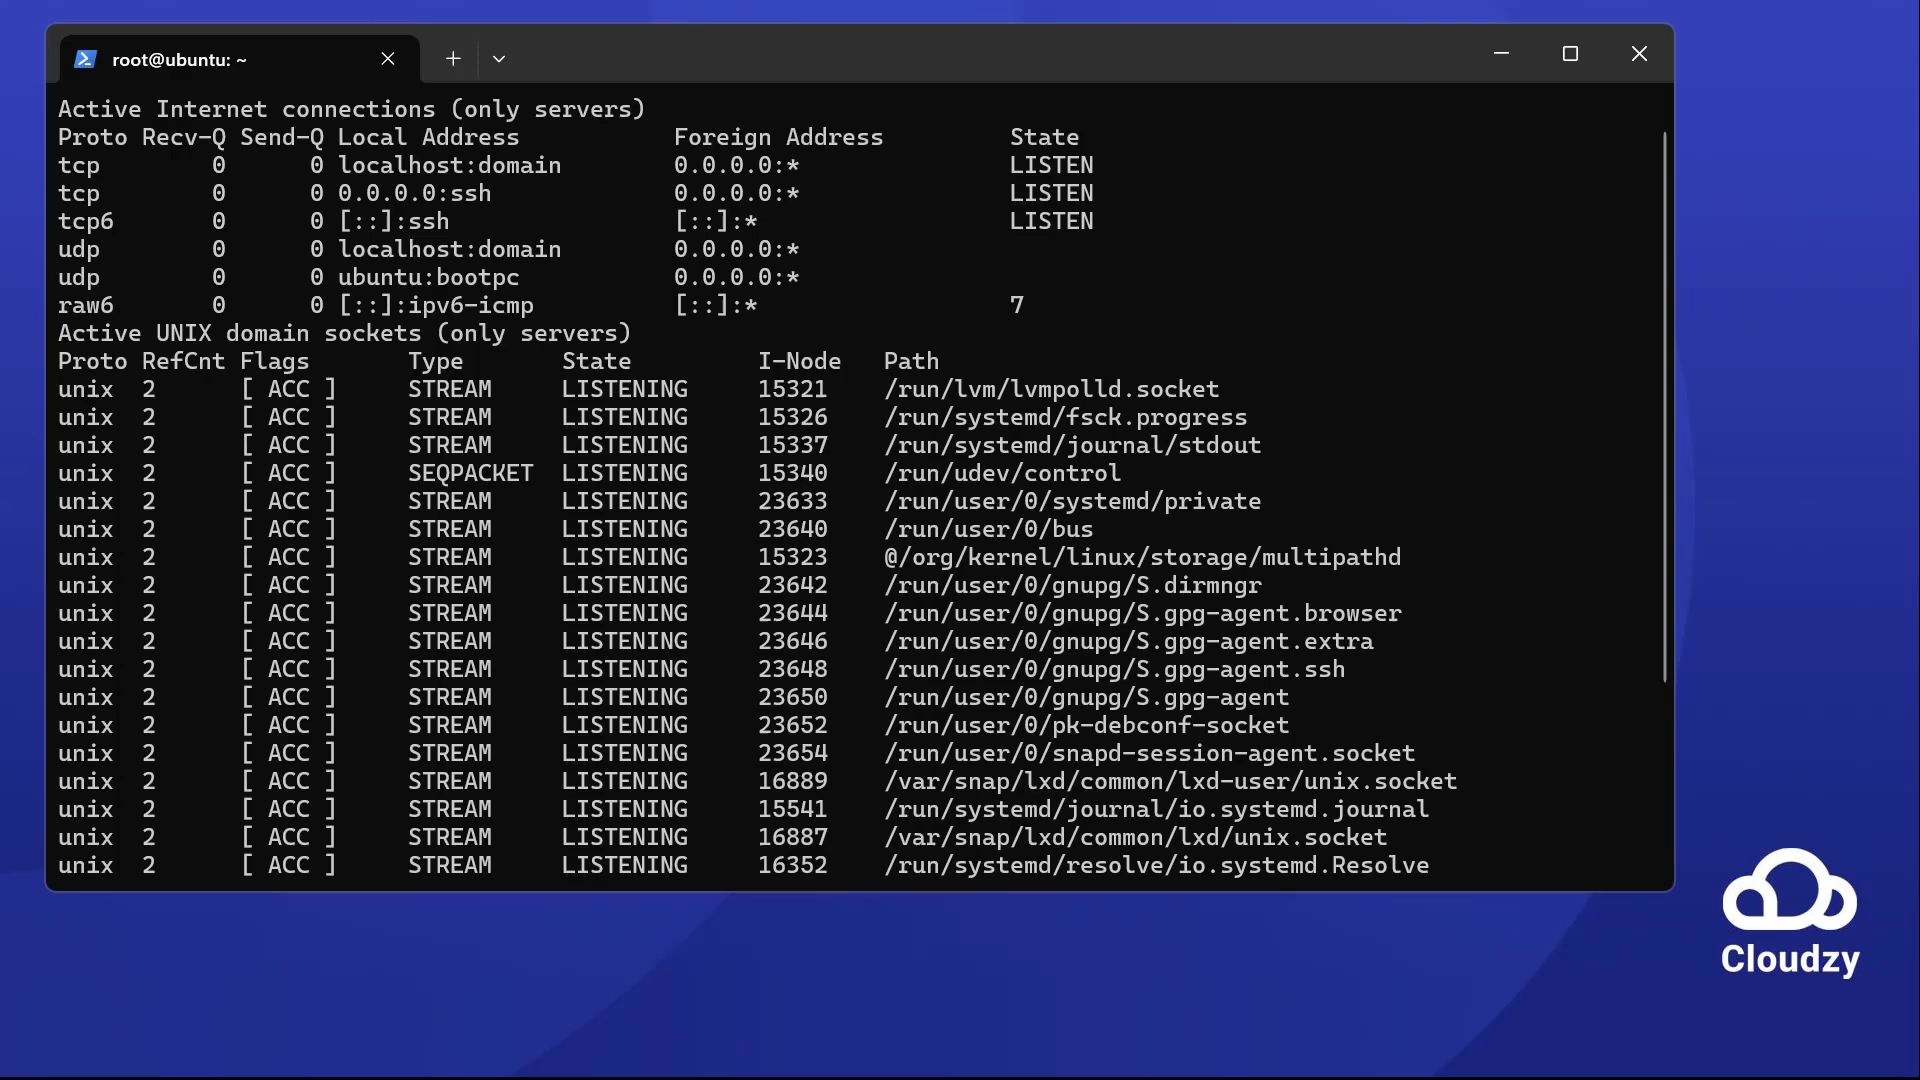 root@ubuntu: ~
Active Internet connections (only servers)
Proto Recv-Q Send-Q Local Address           Foreign Address         State
tcp        0      0 localhost:domain        0.0.0.0:*               LISTEN
tcp        0      0 0.0.0.0:ssh             0.0.0.0:*               LISTEN
tcp6       0      0 [::]:ssh                [::]:*                  LISTEN
udp        0      0 localhost:domain        0.0.0.0:*
udp        0      0 ubuntu:bootpc           0.0.0.0:*
raw6       0      0 [::]:ipv6-icmp          [::]:*                  7
Active UNIX domain sockets (only servers)
Proto RefCnt Flags       Type       State         I-Node   Path
unix  2      [ ACC ]     STREAM     LISTENING     15321    /run/lvm/lvmpolld.socket
unix  2      [ ACC ]     STREAM     LISTENING     15326    /run/systemd/fsck.progress
unix  2      [ ACC ]     STREAM     LISTENING     15337    /run/systemd/journal/stdout
unix  2      [ ACC ]     SEQPACKET  LISTENING     15340    /run/udev/control
unix  2      [ ACC ]     STREAM     LISTENING     23633    /run/user/0/systemd/private
unix  2      [ ACC ]     STREAM     LISTENING     23640    /run/user/0/bus
unix  2      [ ACC ]     STREAM     LISTENING     15323    @/org/kernel/linux/storage/multipathd
unix  2      [ ACC ]     STREAM     LISTENING     23642    /run/user/0/gnupg/S.dirmngr
unix  2      [ ACC ]     STREAM     LISTENING     23644    /run/user/0/gnupg/S.gpg-agent.browser
unix  2      [ ACC ]     STREAM     LISTENING     23646    /run/user/0/gnupg/S.gpg-agent.extra
unix  2      [ ACC ]     STREAM     LISTENING     23648    /run/user/0/gnupg/S.gpg-agent.ssh
unix  2      [ ACC ]     STREAM     LISTENING     23650    /run/user/0/gnupg/S.gpg-agent
unix  2      [ ACC ]     STREAM     LISTENING     23652    /run/user/0/pk-debconf-socket
unix  2      [ ACC ]     STREAM     LISTENING     23654    /run/user/0/snapd-session-agent.socket
unix  2      [ ACC ]     STREAM     LISTENING     16889    /var/snap/lxd/common/lxd-user/unix.socket
unix  2      [ ACC ]     STREAM     LISTENING     15541    /run/systemd/journal/io.systemd.journal
unix  2      [ ACC ]     STREAM     LISTENING     16887    /var/snap/lxd/common/lxd/unix.socket
unix  2      [ ACC ]     STREAM     LISTENING     16352    /run/systemd/resolve/io.systemd.Resolve
Cloudzy